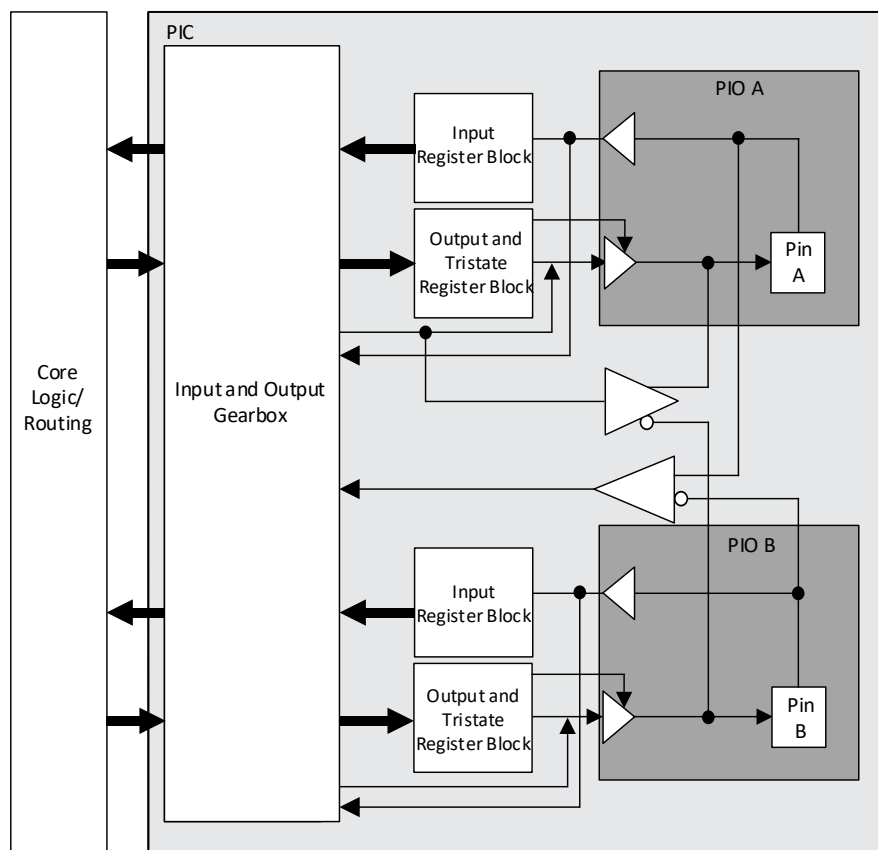 PIC
PIO A
Input
Register Block
Output and
Tristate
Register Block
Pin
A
Core
Logic/
Routing
Input and Output
Gearbox
PIO B
Input
Register Block
Output and
Tristate
Register Block
Pin
B